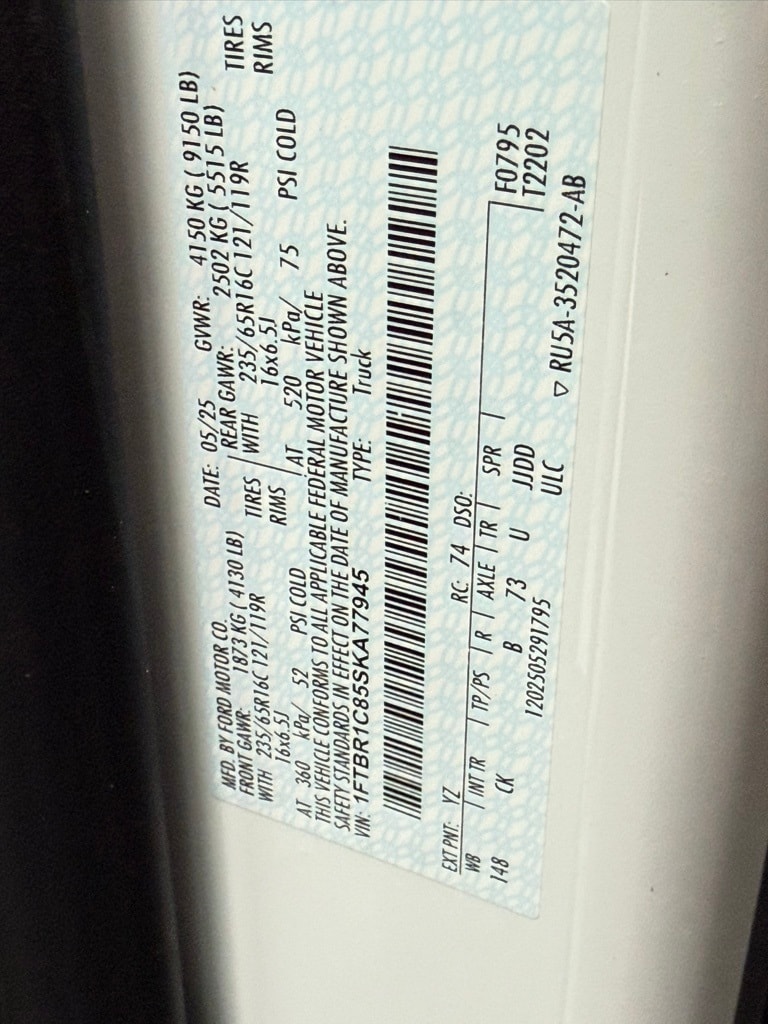 MFD. BY FORD MOTOR CO. DATE: 05/25 GVWR: 4150 KG ( 9150 LB)
FRONT GAWR: 1873 KG ( 4130 LB) REAR GAWR: 2502 KG ( 5515 LB)
WITH 235/65R16C 121/119R TIRES WITH 235/65R16C 121/119R TIRES
16x6.5J RIMS 16x6.5J RIMS
AT 360 kPa/ 52 PSI COLD AT 520 kPa/ 75 PSI COLD
THIS VEHICLE CONFORMS TO ALL APPLICABLE FEDERAL MOTOR VEHICLE
SAFETY STANDARDS IN EFFECT ON THE DATE OF MANUFACTURE SHOWN ABOVE.
VIN: 1FTBR1C85SKA77945 TYPE: Truck
EXT PNT: YZ RC: 74 DSO:
WB INT TR TP/PS R AXLE TR SPR F0795
148 CK B 73 U JJDD T2202
1202505291795 ULC ▽ RU5A-3520472-AB